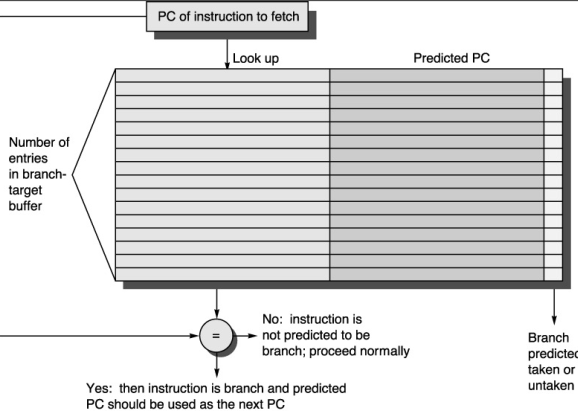 PC of instruction to fetch
Look up
Predicted PC
Number of
entries
in branch-
target
buffer
=
No: instruction is
not predicted to be
branch; proceed normally
Branch
predicted
taken or
untaken
Yes: then instruction is branch and predicted
PC should be used as the next PC